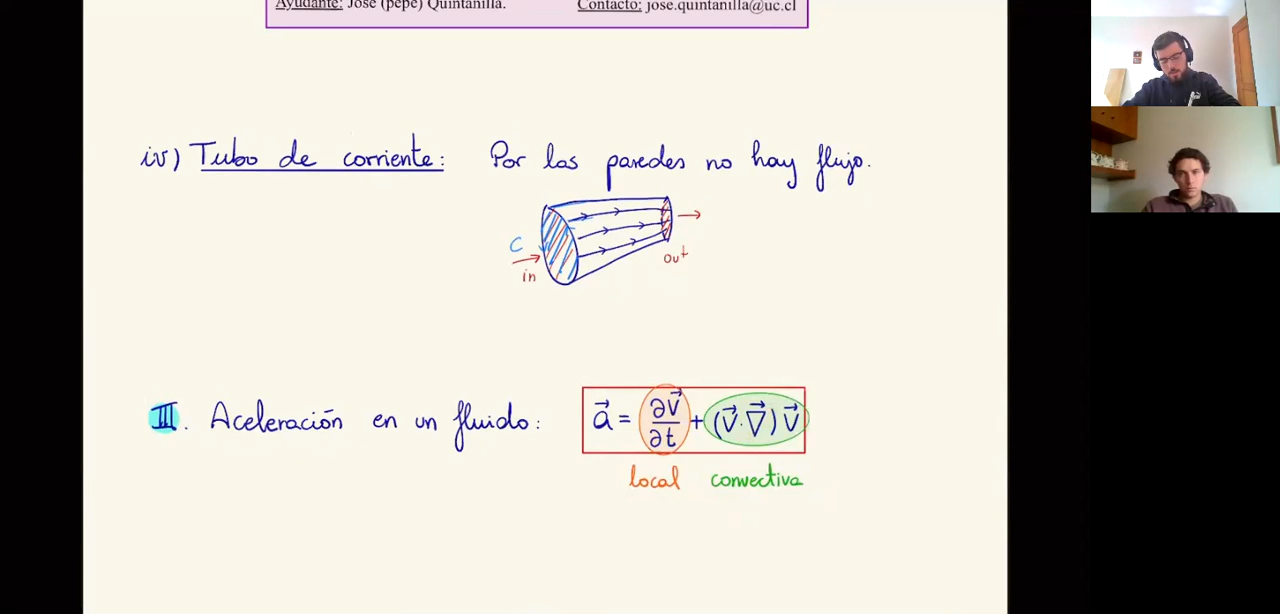 Ayudante: José (pepe) Quintanilla. Contacto: jose.quintanilla@uc.cl
iv) Tubo de corriente: Por las paredes no hay flujo.
C
in
out
III. Aceleración en un fluido: a⃗ = ∂V⃗/∂t + (V⃗·∇⃗)V⃗
local convectiva